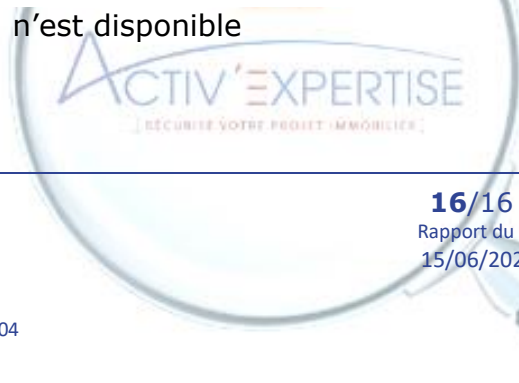 n'est disponible
ACTIV'EXPERTISE
[ SÉCURISE VOTRE PROJET IMMOBILIER ]
16/16
Rapport du
15/06/202
04